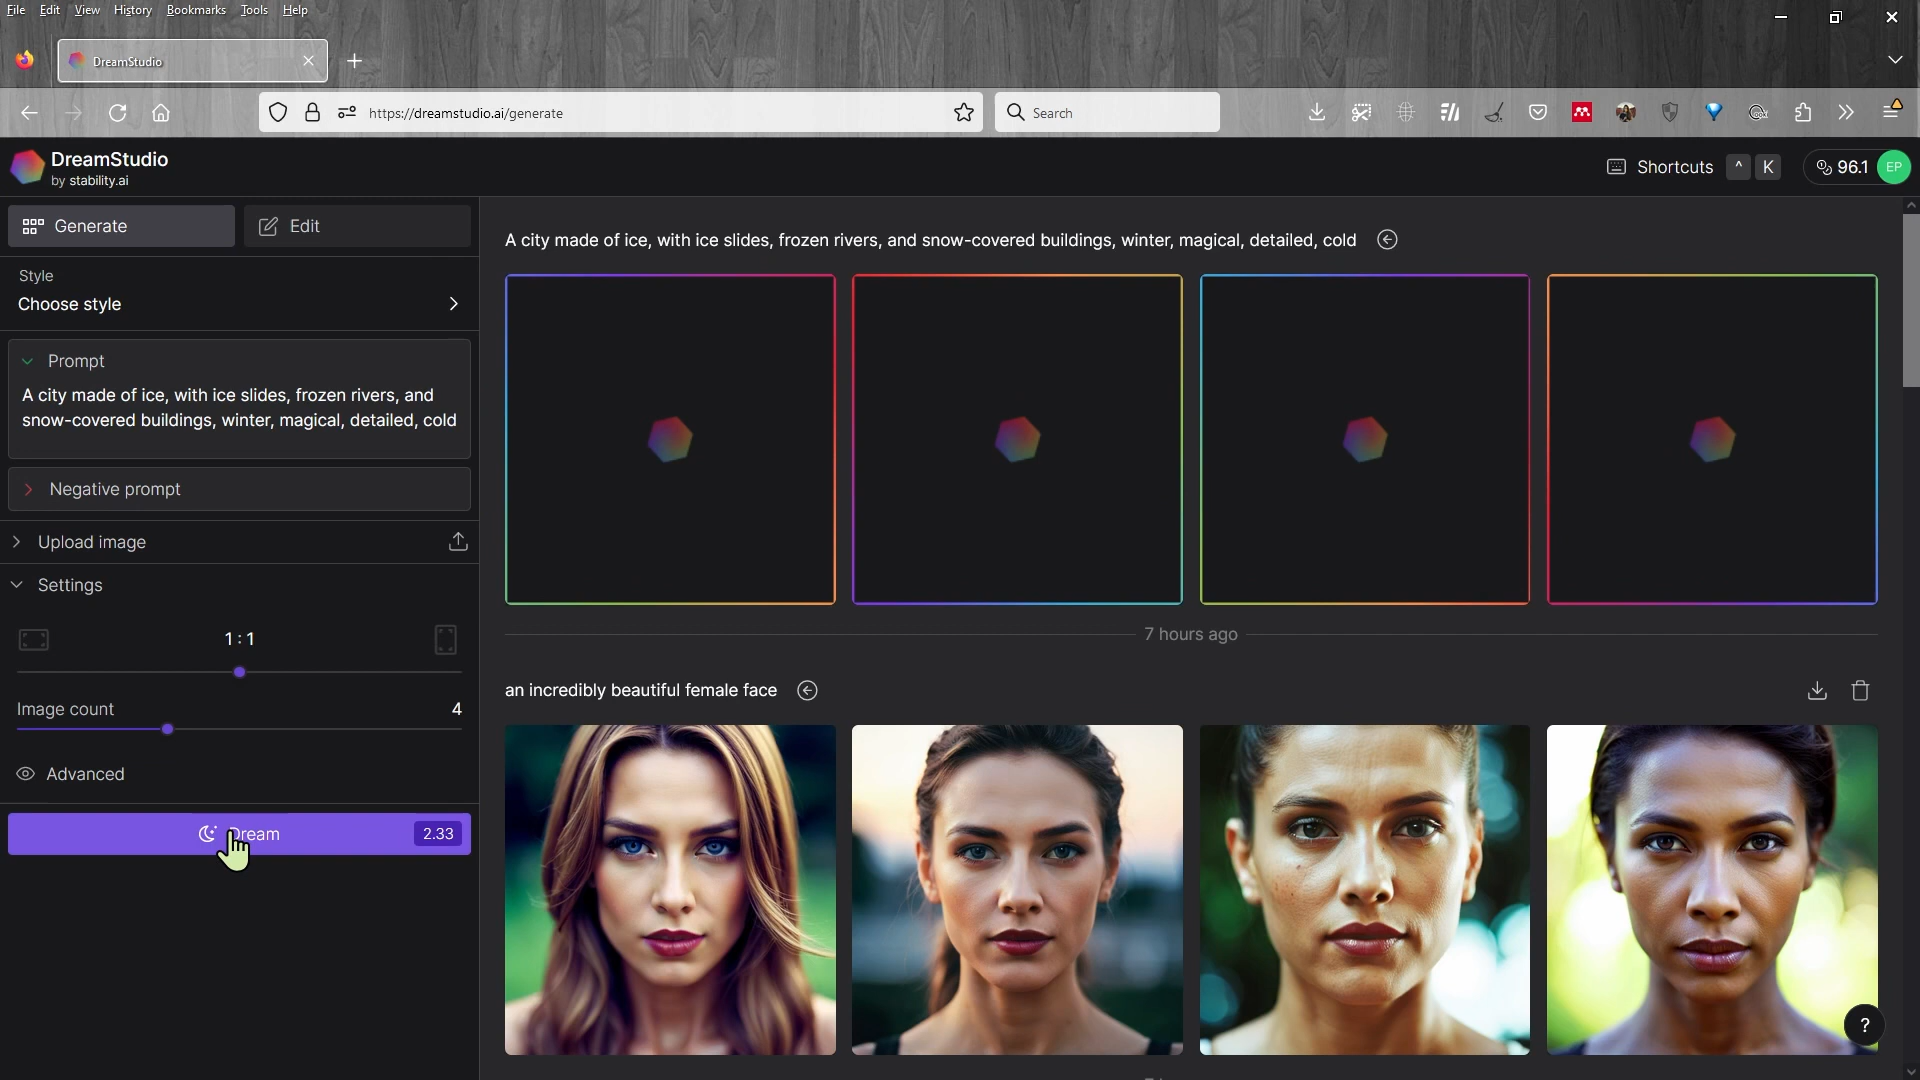 File Edit View History Bookmarks Tools Help
DreamStudio
https://dreamstudio.ai/generate
Search
DreamStudio
by stability.ai
Shortcuts ^ K
96.1 EP
Generate
Edit
Style
Choose style
Prompt
A city made of ice, with ice slides, frozen rivers, and
snow-covered buildings, winter, magical, detailed, cold
Negative prompt
Upload image
Settings
1:1
Image count 4
Advanced
Dream 2.33
A city made of ice, with ice slides, frozen rivers, and snow-covered buildings, winter, magical, detailed, cold
7 hours ago
an incredibly beautiful female face
?